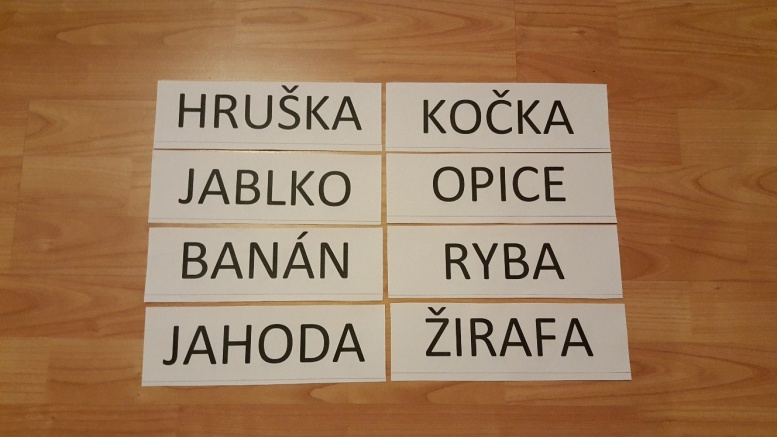 HRUŠKA
JABLKO
BANÁN
JAHODA
KOČKA
OPICE
RYBA
ŽIRAFA